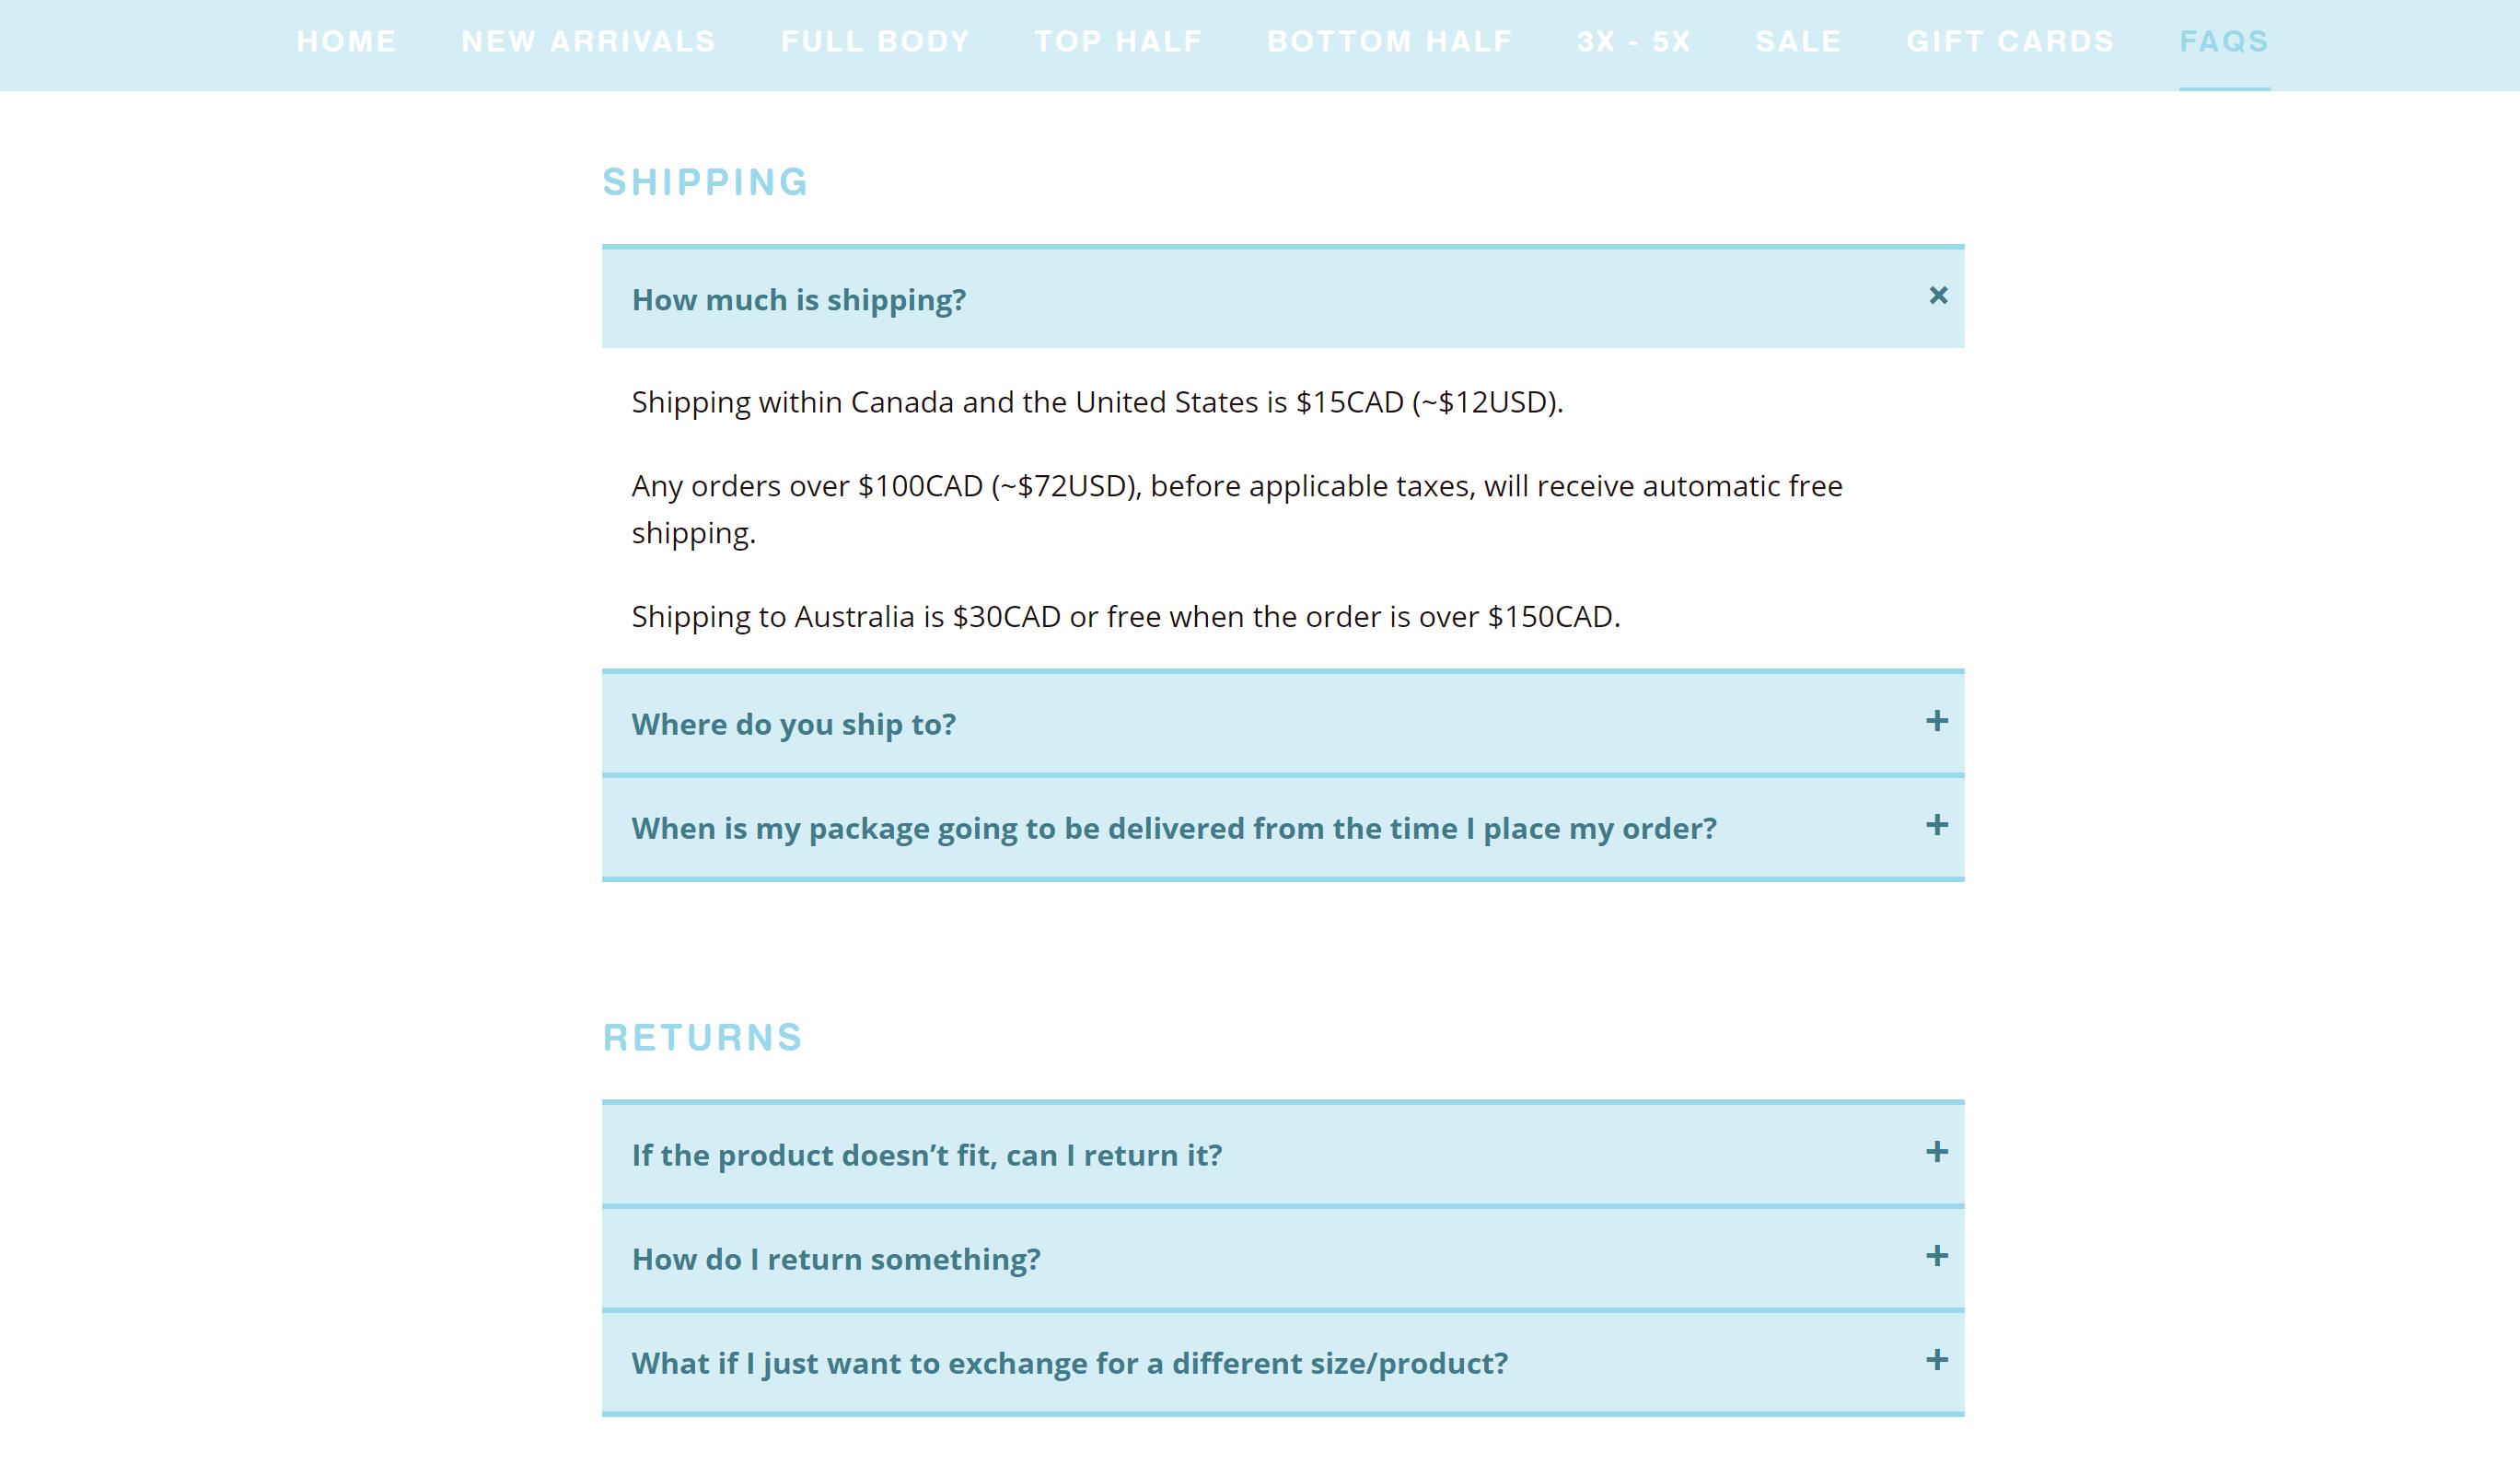 HOME NEW ARRIVALS FULL BODY TOP HALF BOTTOM HALF 3X - 5X SALE GIFT CARDS FAQS
SHIPPING
How much is shipping? ×
Shipping within Canada and the United States is $15CAD (~$12USD).
Any orders over $100CAD (~$72USD), before applicable taxes, will receive automatic free
shipping.
Shipping to Australia is $30CAD or free when the order is over $150CAD.
Where do you ship to? +
When is my package going to be delivered from the time I place my order? +
RETURNS
If the product doesn’t fit, can I return it? +
How do I return something? +
What if I just want to exchange for a different size/product? +